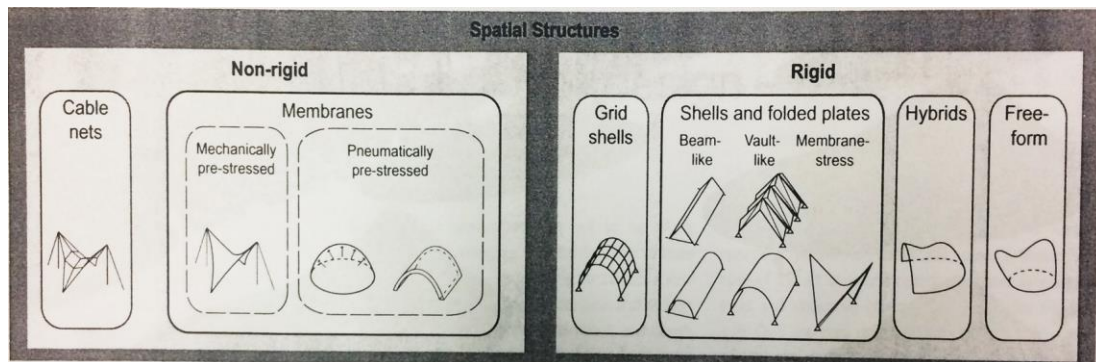 Spatial Structures
Non-rigid
Cable
nets
Membranes
Mechanically
pre-stressed
Pneumatically
pre-stressed
Rigid
Grid
shells
Shells and folded plates
Beam-
like
Vault-
like
Membrane-
stress
Hybrids
Free-
form